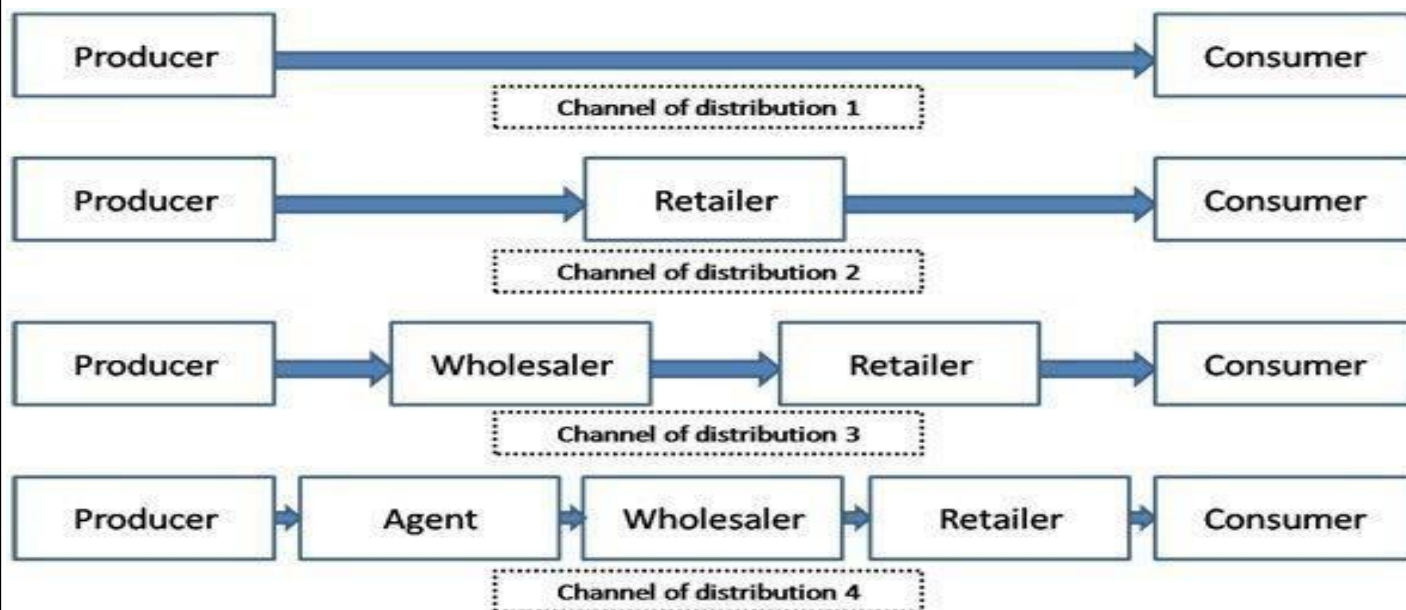 Producer Consumer
Channel of distribution 1
Producer Retailer Consumer
Channel of distribution 2
Producer Wholesaler Retailer Consumer
Channel of distribution 3
Producer Agent Wholesaler Retailer Consumer
Channel of distribution 4